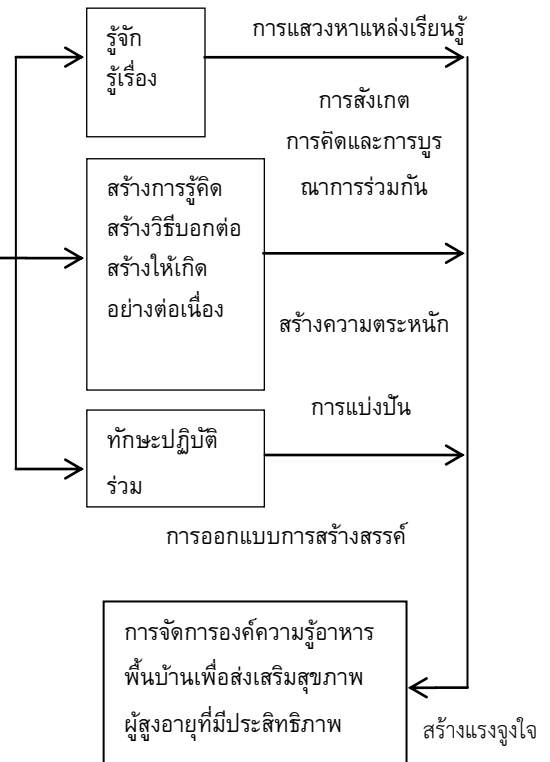 รู้จัก
รู้เรื่อง
การแสวงหาแหล่งเรียนรู้
การสังเกต
การคิดและการบูร
ณาการร่วมกัน
สร้างการรู้คิด
สร้างวิธีบอกต่อ
สร้างให้เกิด
อย่างต่อเนื่อง
สร้างความตระหนัก
การแบ่งปัน
ทักษะปฏิบัติ
ร่วม
การออกแบบการสร้างสรรค์
การจัดการองค์ความรู้อาหาร
พื้นบ้านเพื่อส่งเสริมสุขภาพ
ผู้สูงอายุที่มีประสิทธิภาพ
สร้างแรงจูงใจ